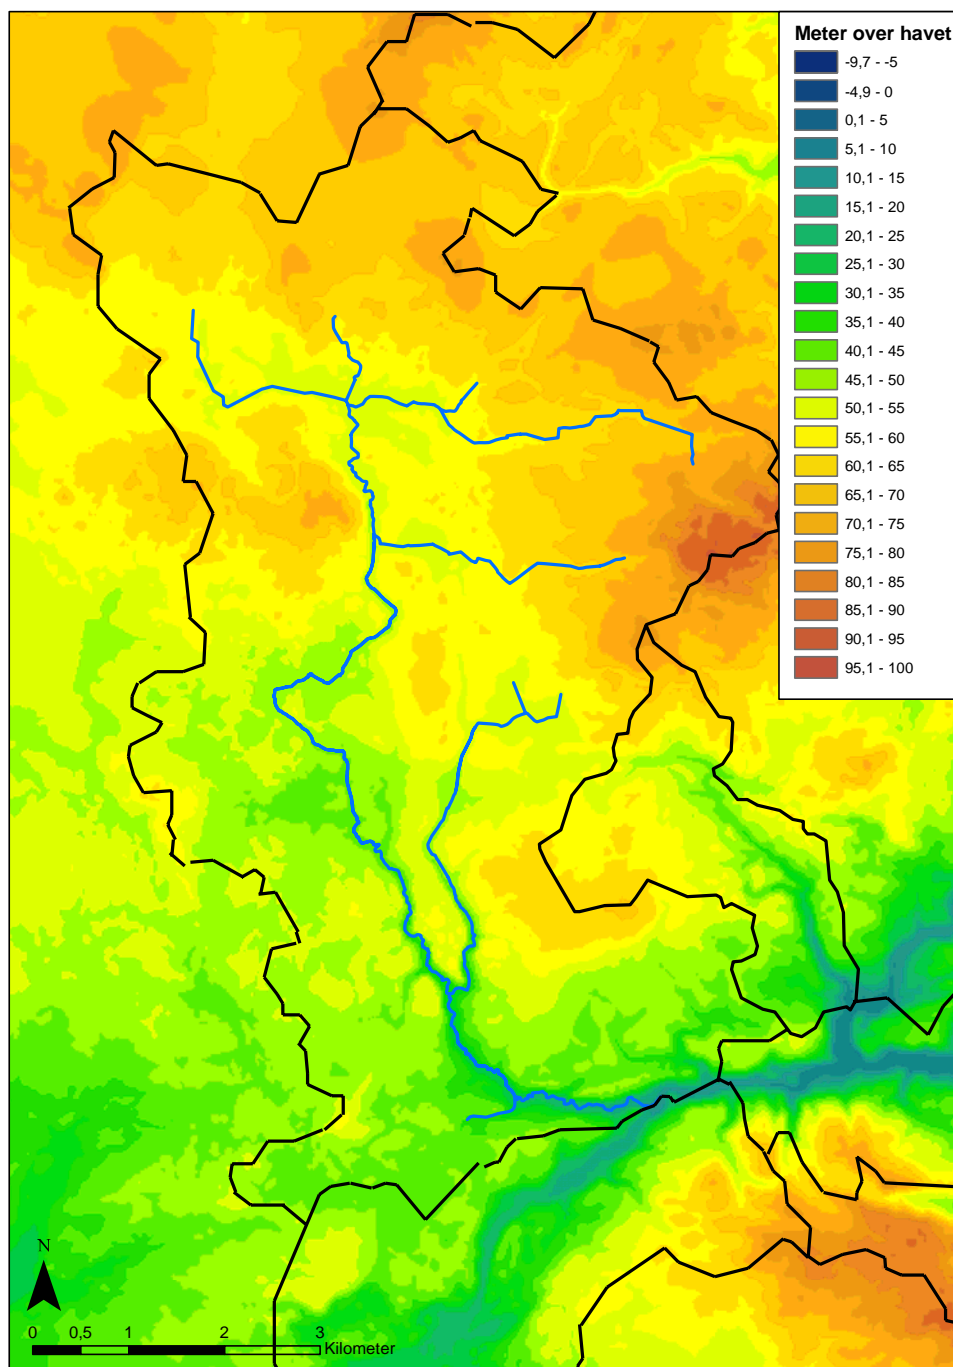 Meter over havet
-9,7 - -5
-4,9 - 0
0,1 - 5
5,1 - 10
10,1 - 15
15,1 - 20
20,1 - 25
25,1 - 30
30,1 - 35
35,1 - 40
40,1 - 45
45,1 - 50
50,1 - 55
55,1 - 60
60,1 - 65
65,1 - 70
70,1 - 75
75,1 - 80
80,1 - 85
85,1 - 90
90,1 - 95
95,1 - 100
N
0 0,5 1 2 3
Kilometer